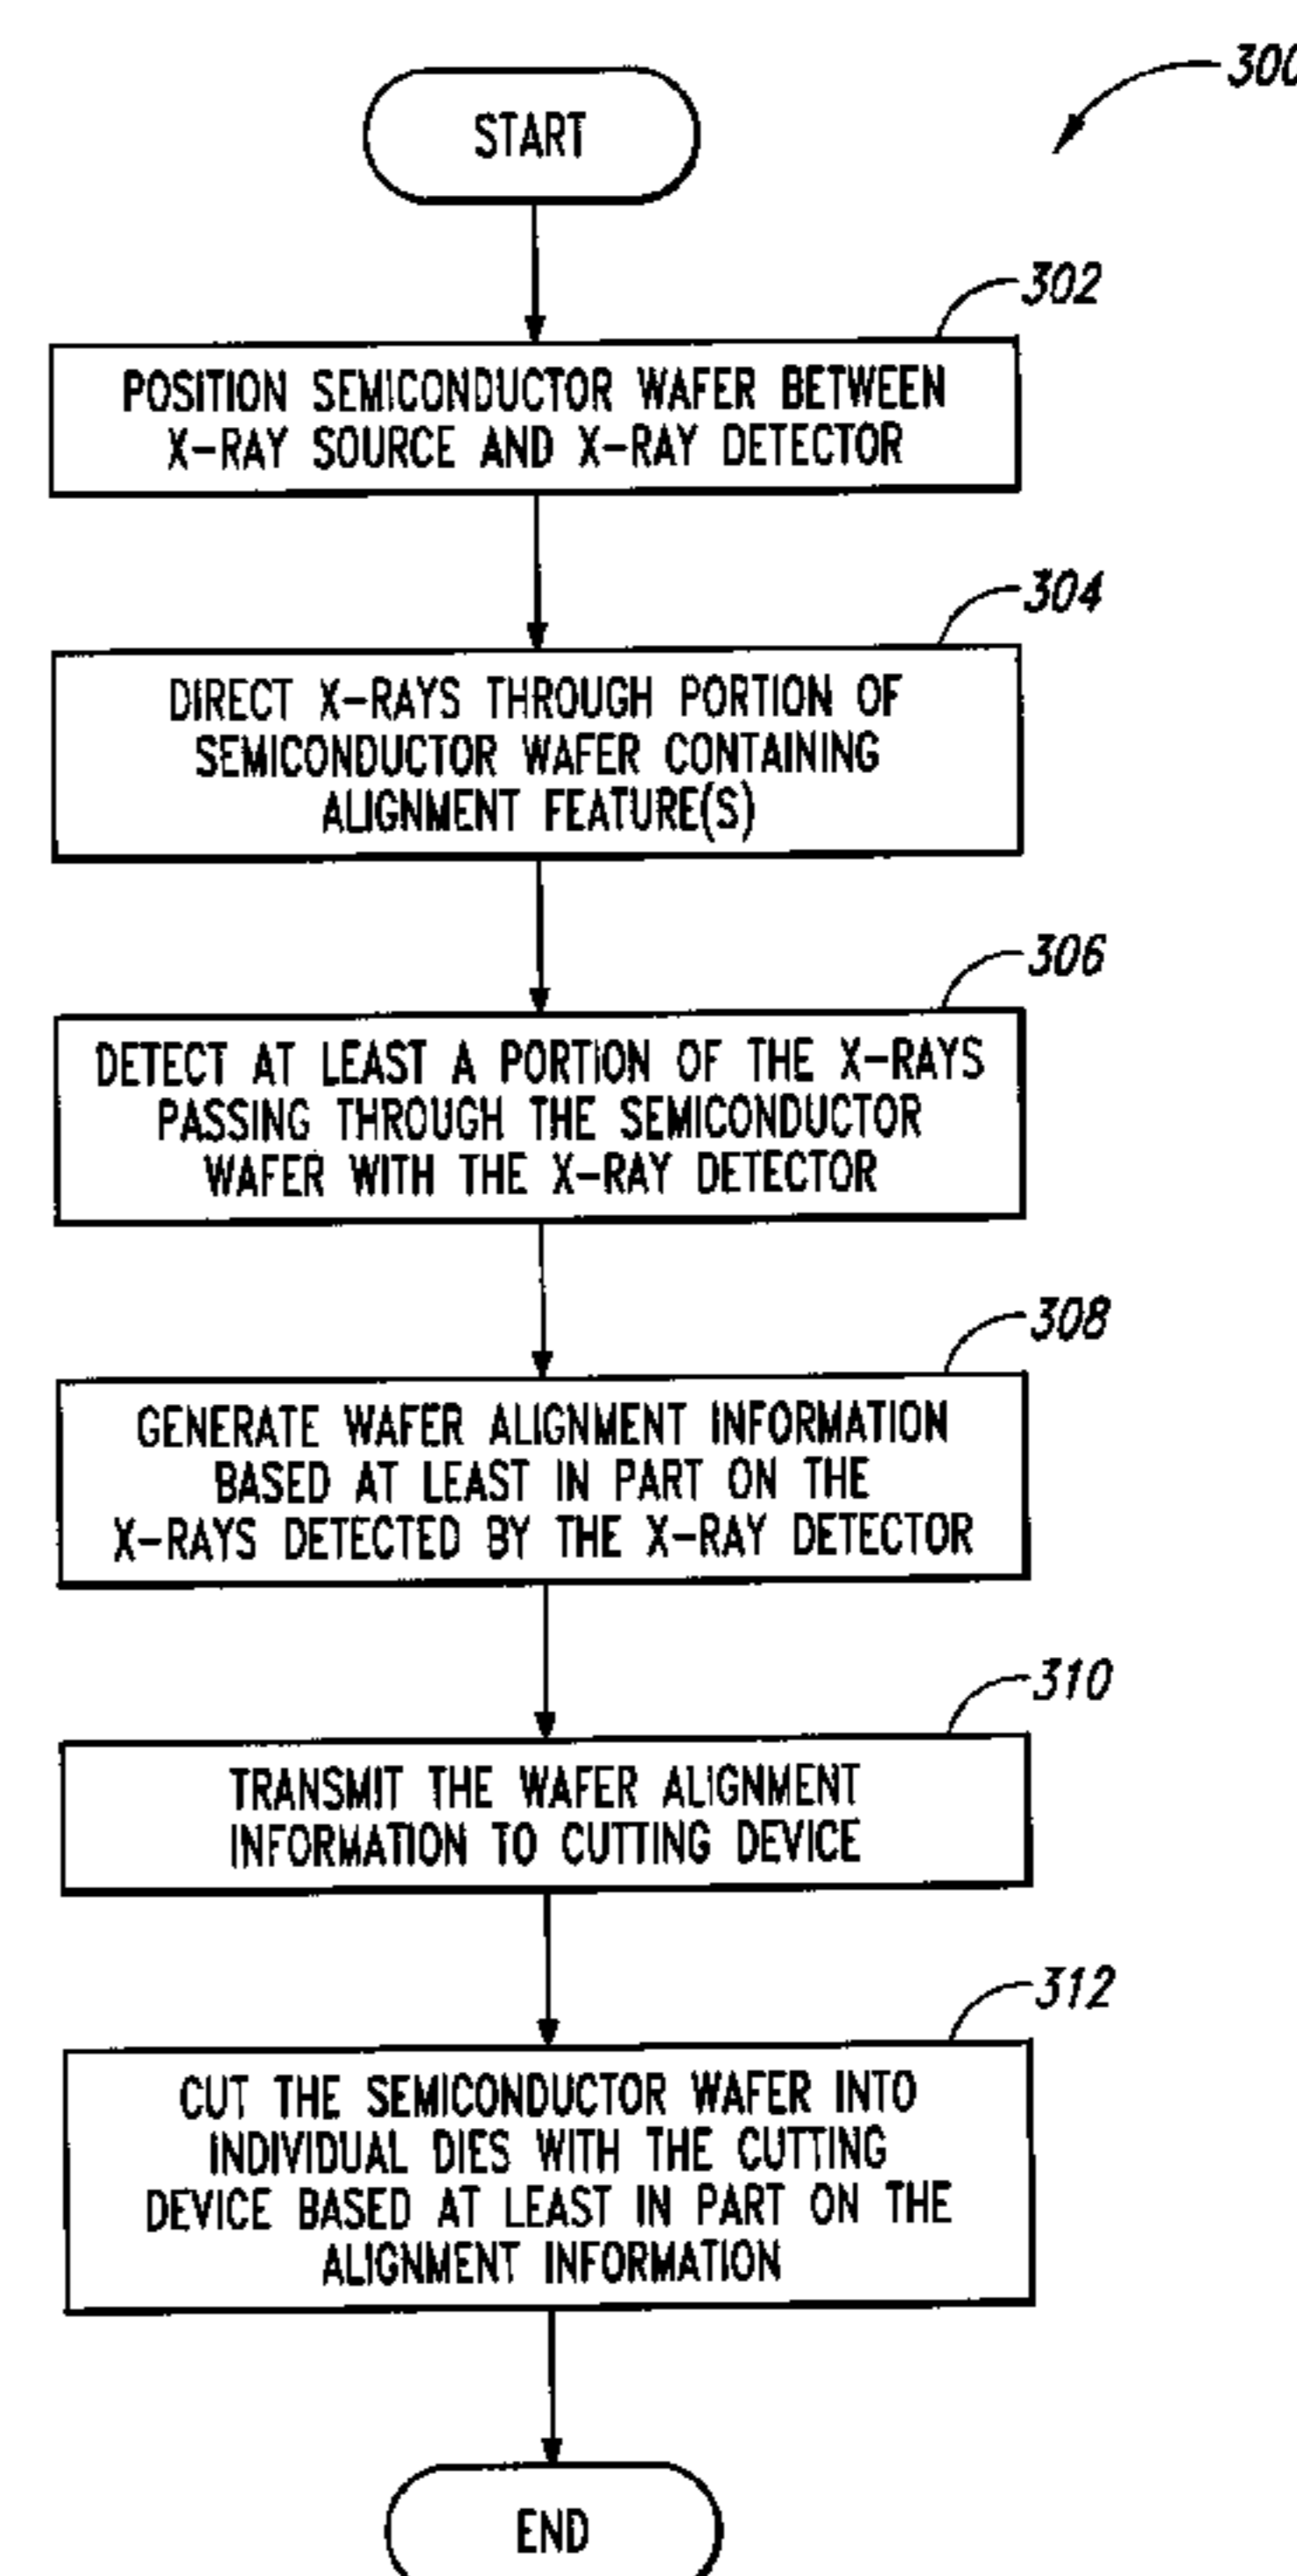 START
300
302
POSITION SEMICONDUCTOR WAFER BETWEEN
X-RAY SOURCE AND X-RAY DETECTOR
304
DIRECT X-RAYS THROUGH PORTION OF
SEMICONDUCTOR WAFER CONTAINING
ALIGNMENT FEATURE(S)
306
DETECT AT LEAST A PORTION OF THE X-RAYS
PASSING THROUGH THE SEMICONDUCTOR
WAFER WITH THE X-RAY DETECTOR
308
GENERATE WAFER ALIGNMENT INFORMATION
BASED AT LEAST IN PART ON THE
X-RAYS DETECTED BY THE X-RAY DETECTOR
310
TRANSMIT THE WAFER ALIGNMENT
INFORMATION TO CUTTING DEVICE
312
CUT THE SEMICONDUCTOR WAFER INTO
INDIVIDUAL DIES WITH THE CUTTING
DEVICE BASED AT LEAST IN PART ON THE
ALIGNMENT INFORMATION
END